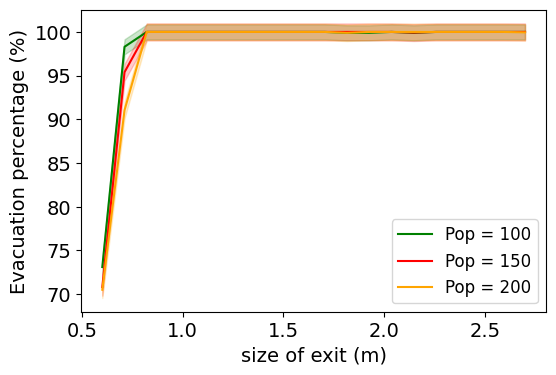 Evacuation percentage (%)
100
95
90
85
80
75
70
0.5
1.0
1.5
2.0
2.5
size of exit (m)
Pop = 100
Pop = 150
Pop = 200